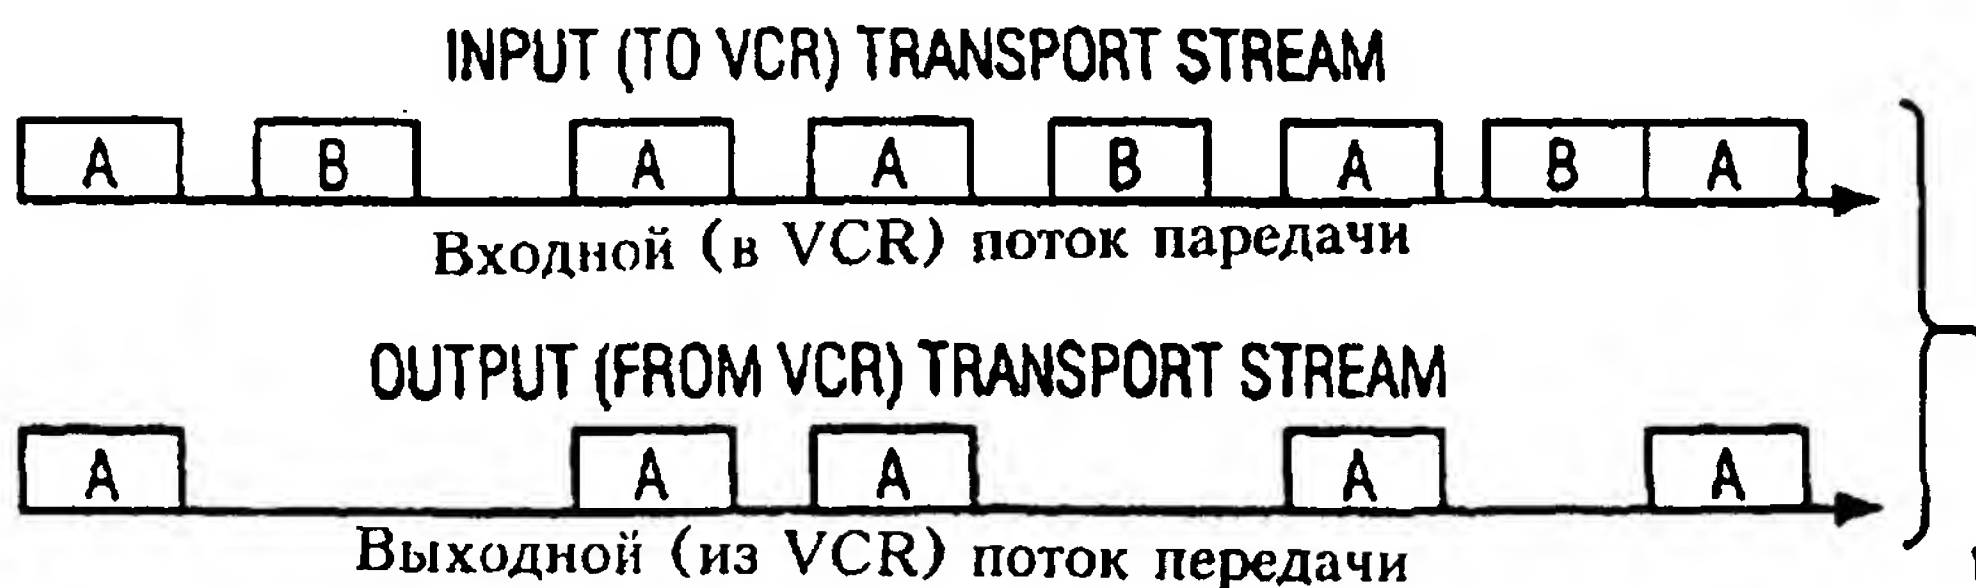 INPUT (TO VCR) TRANSPORT STREAM
A B A A B A B A
Входной (в VCR) поток паредачи
OUTPUT (FROM VCR) TRANSPORT STREAM
A A A A A
Выходной (из VCR) поток передачи